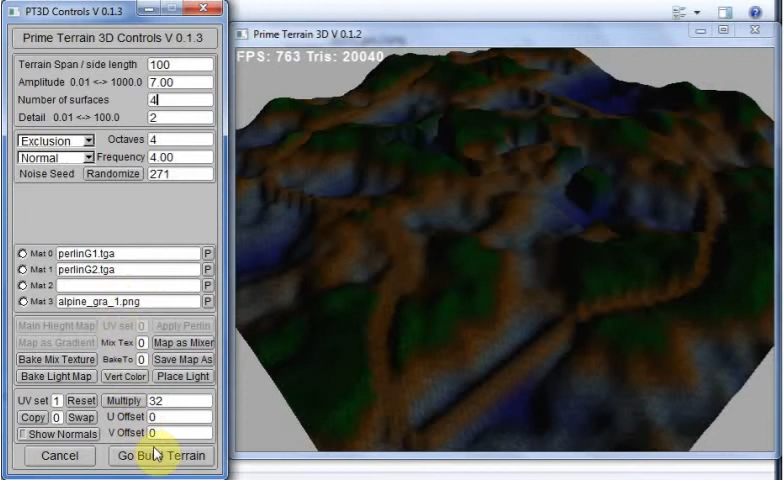 PT3D Controls V 0.1.3
Prime Terrain 3D Controls V 0.1.3
Terrain Span / side length 100
Amplitude 0.01 <-> 1000.0 7.00
Number of surfaces 4
Detail 0.01 <-> 100.0 2
Exclusion Octaves 4
Normal Frequency 4.00
Noise Seed Randomize 271
Mat 0 perlinG1.tga P
Mat 1 perlinG2.tga P
Mat 2 P
Mat 3 alpine_gra_1.png P
Main Hieght Map UV set 0 Apply Perlin
Map as Gradient Mix Tex 0 Map as Mixer
Bake Mix Texture BakeTo 0 Save Map As
Bake Light Map Vert Color Place Light
UV set 1 Reset Multiply 32
Copy 0 Swap U Offset 0
Show Normals V Offset 0
Cancel Go Build Terrain
Prime Terrain 3D V 0.1.2
FPS: 763 Tris: 20040